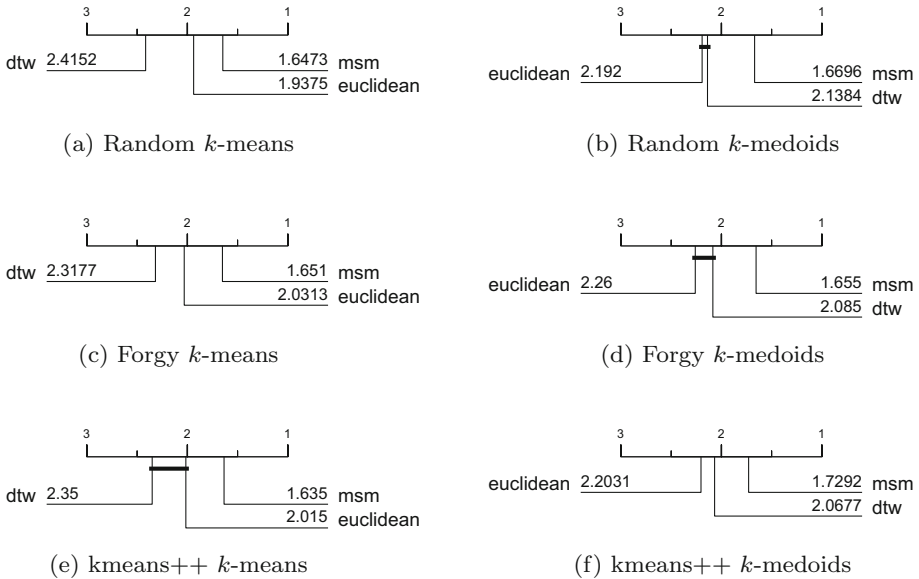 3 2 1
dtw 2.4152 1.6473 msm
1.9375 euclidean
(a) Random k-means
3 2 1
euclidean 2.192 1.6696 msm
2.1384 dtw
(b) Random k-medoids
3 2 1
dtw 2.3177 1.651 msm
2.0313 euclidean
(c) Forgy k-means
3 2 1
euclidean 2.26 1.655 msm
2.085 dtw
(d) Forgy k-medoids
3 2 1
dtw 2.35 1.635 msm
2.015 euclidean
(e) kmeans++ k-means
3 2 1
euclidean 2.2031 1.7292 msm
2.0677 dtw
(f) kmeans++ k-medoids